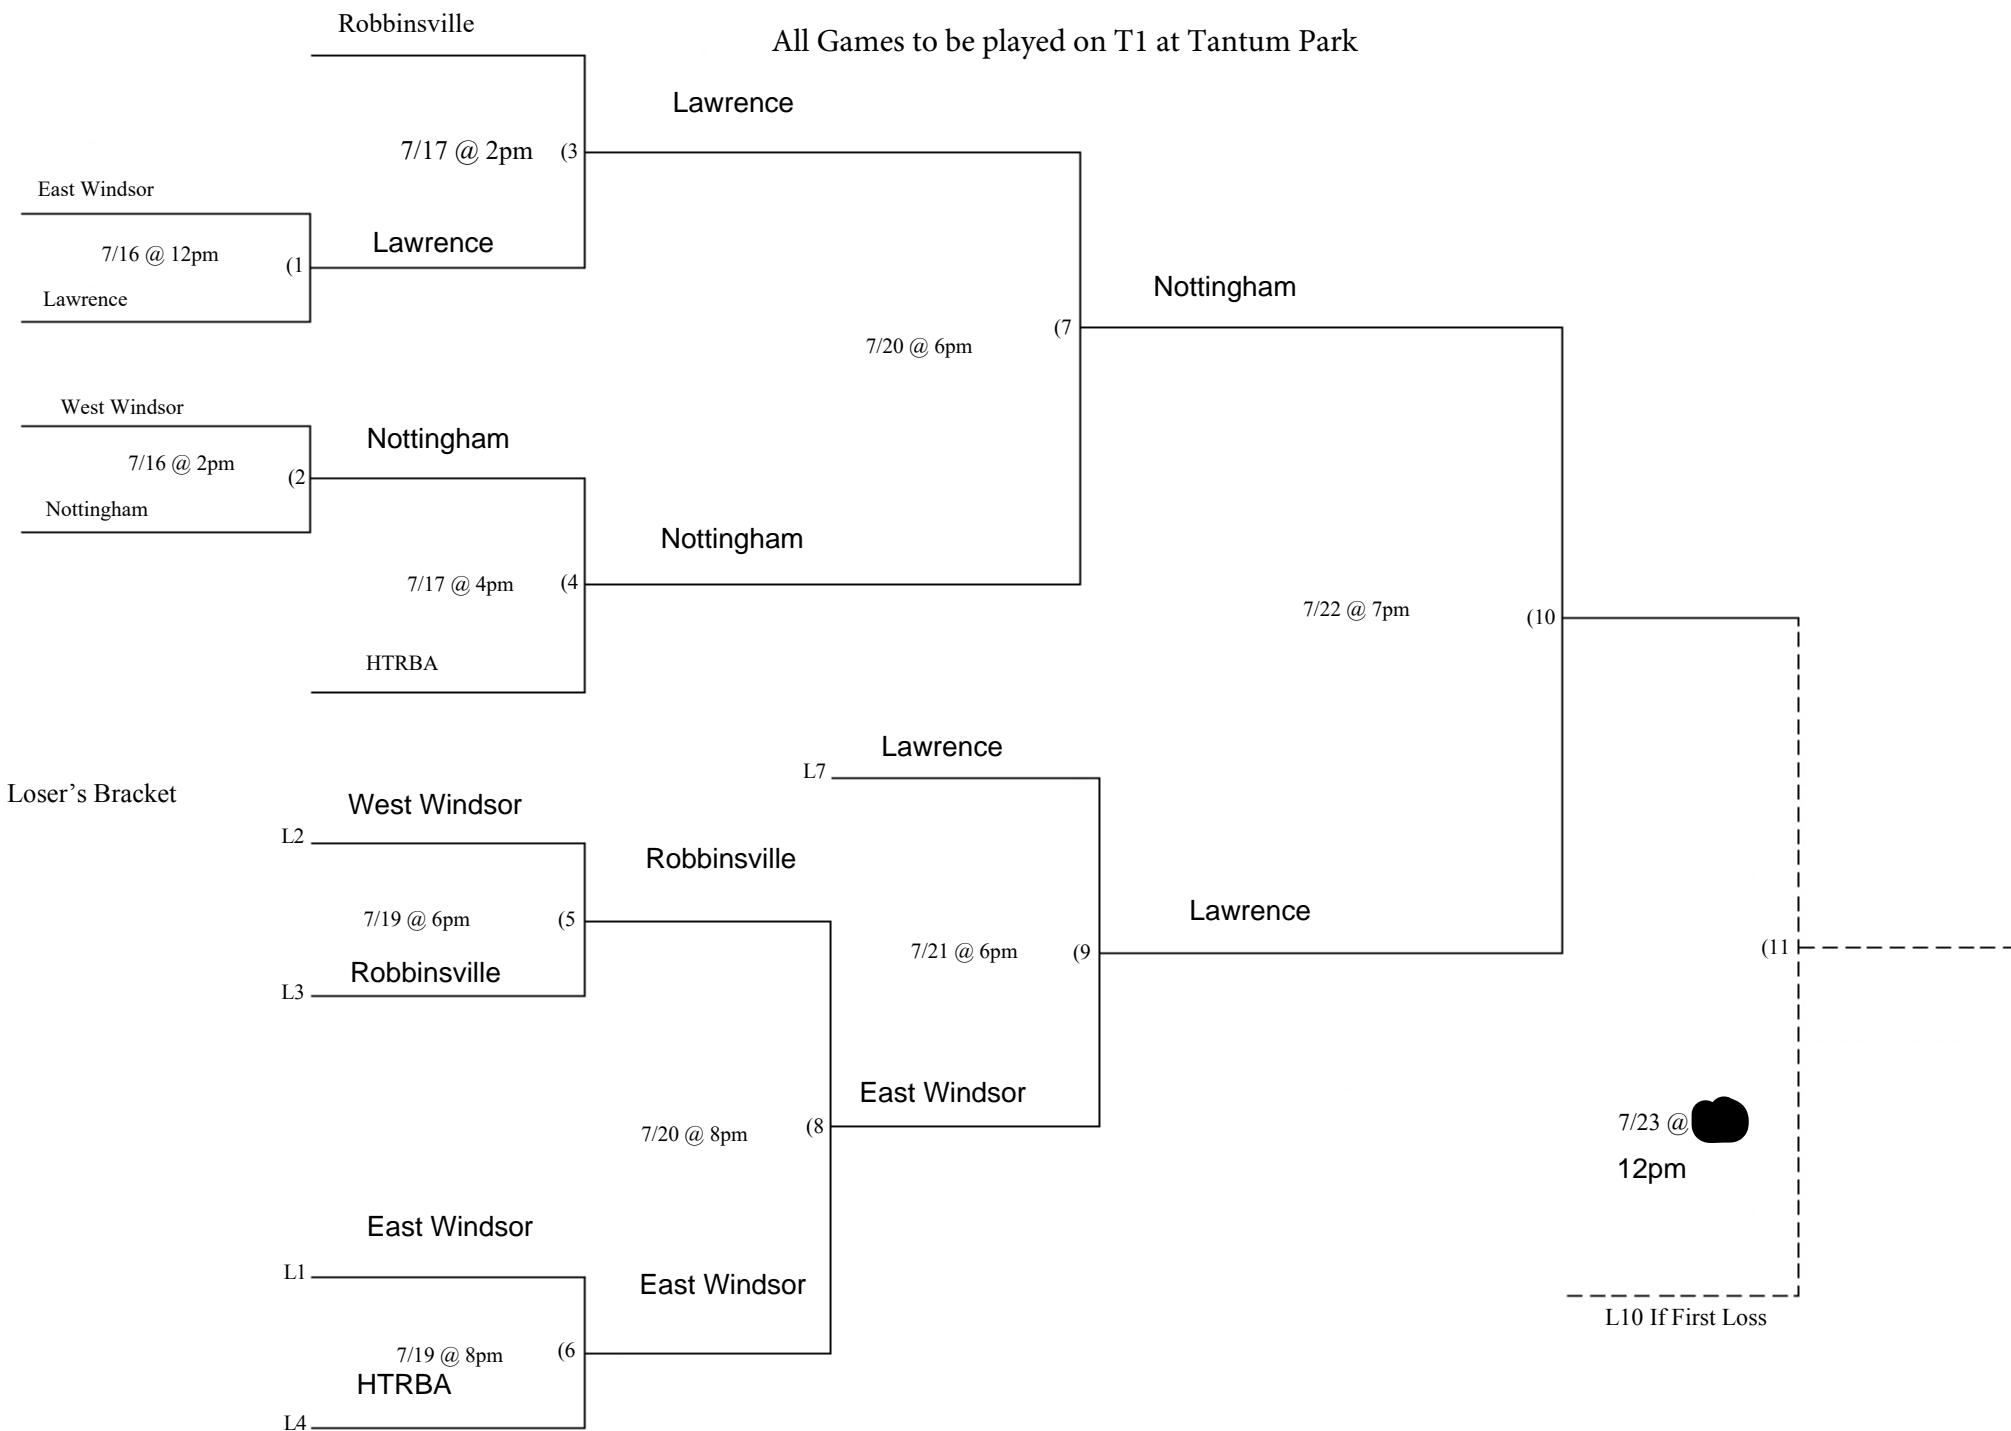 Robbinsville
All Games to be played on T1 at Tantum Park
Lawrence
7/17 @ 2pm (3
East Windsor
7/16 @ 12pm (1
Lawrence
Lawrence
Nottingham
7/20 @ 6pm (7
West Windsor
7/16 @ 2pm (2
Nottingham
Nottingham
Nottingham
7/17 @ 4pm (4
HTRBA
7/22 @ 7pm (10
Loser's Bracket
L7 Lawrence
L2 West Windsor
Robbinsville
7/19 @ 6pm (5
L3 Robbinsville
7/21 @ 6pm (9
Lawrence
(11
East Windsor
7/20 @ 8pm (8
7/23 @
12pm
L1 East Windsor
East Windsor
7/19 @ 8pm (6
HTRBA
L4
L10 If First Loss